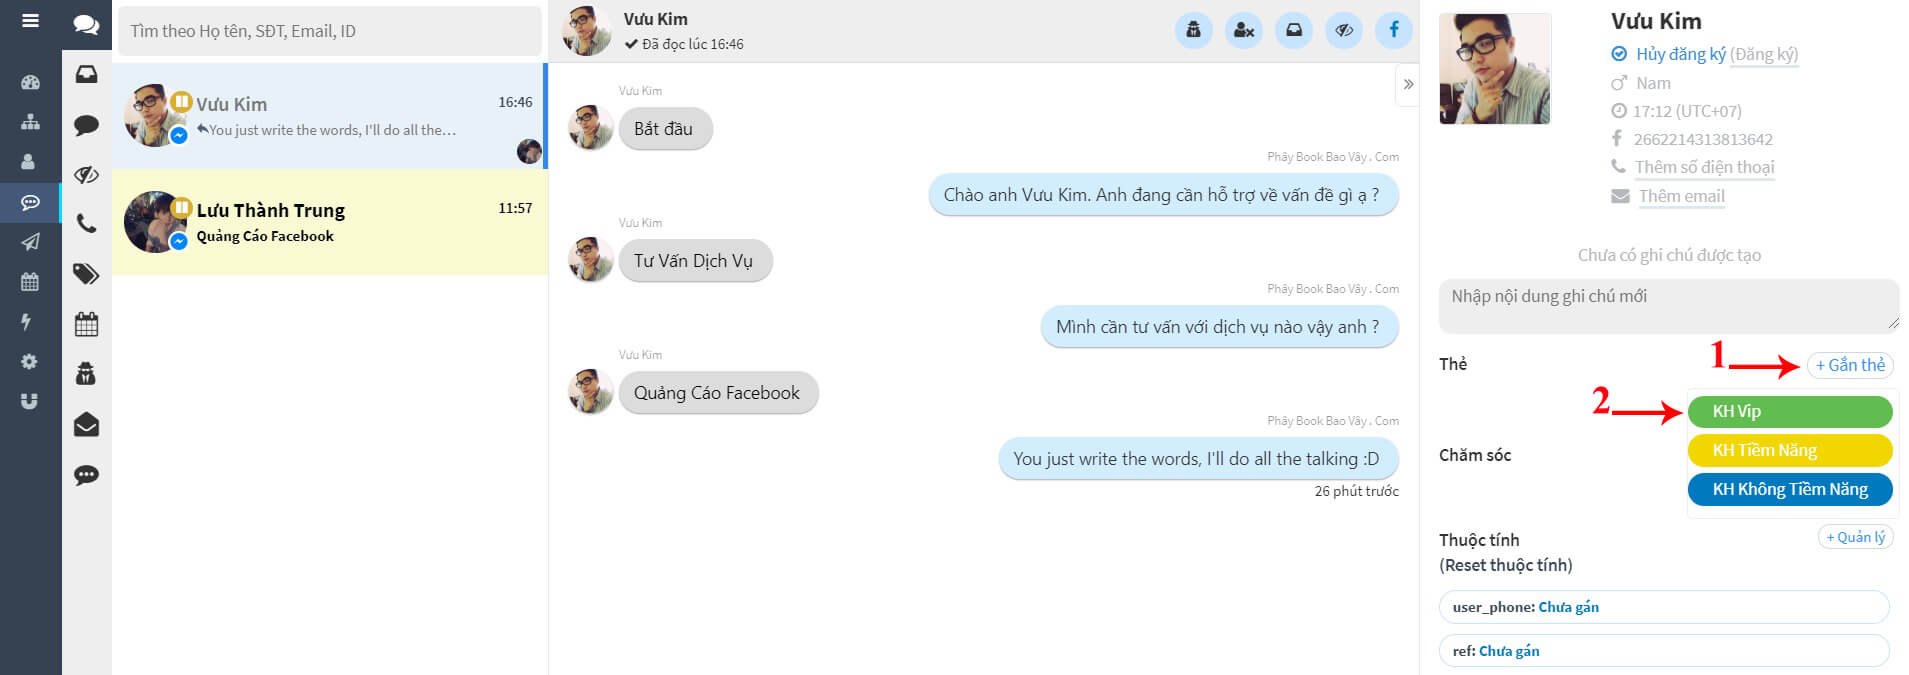 Tìm theo Họ tên, SĐT, Email, ID
Vưu Kim
16:46
You just write the words, I'll do all the...
Lưu Thành Trung
11:57
Quảng Cáo Facebook
Vưu Kim
Đã đọc lúc 16:46
Vưu Kim
Bắt đầu
Phây Book Bao Vây . Com
Chào anh Vưu Kim. Anh đang cần hỗ trợ về vấn đề gì ạ ?
Vưu Kim
Tư Vấn Dịch Vụ
Phây Book Bao Vây . Com
Mình cần tư vấn với dịch vụ nào vậy anh ?
Vưu Kim
Quảng Cáo Facebook
Phây Book Bao Vây . Com
You just write the words, I'll do all the talking :D
26 phút trước
Vưu Kim
Hủy đăng ký (Đăng ký)
Nam
17:12 (UTC+07)
2662214313813642
Thêm số điện thoại
Thêm email
Chưa có ghi chú được tạo
Nhập nội dung ghi chú mới
Thẻ
1
+ Gắn thẻ
2
KH Vip
KH Tiềm Năng
KH Không Tiềm Năng
Chăm sóc
Thuộc tính
+ Quản lý
(Reset thuộc tính)
user_phone: Chưa gán
ref: Chưa gán